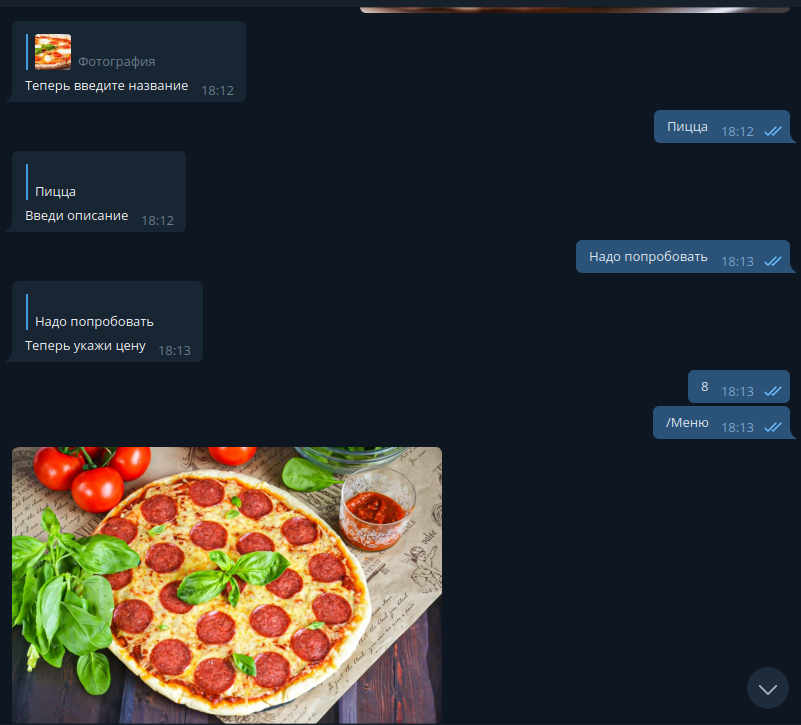 Фотография
Теперь введите название 18:12
Пицца 18:12
Пицца
Введи описание 18:12
Надо попробовать 18:13
Надо попробовать
Теперь укажи цену 18:13
8 18:13
/Меню 18:13